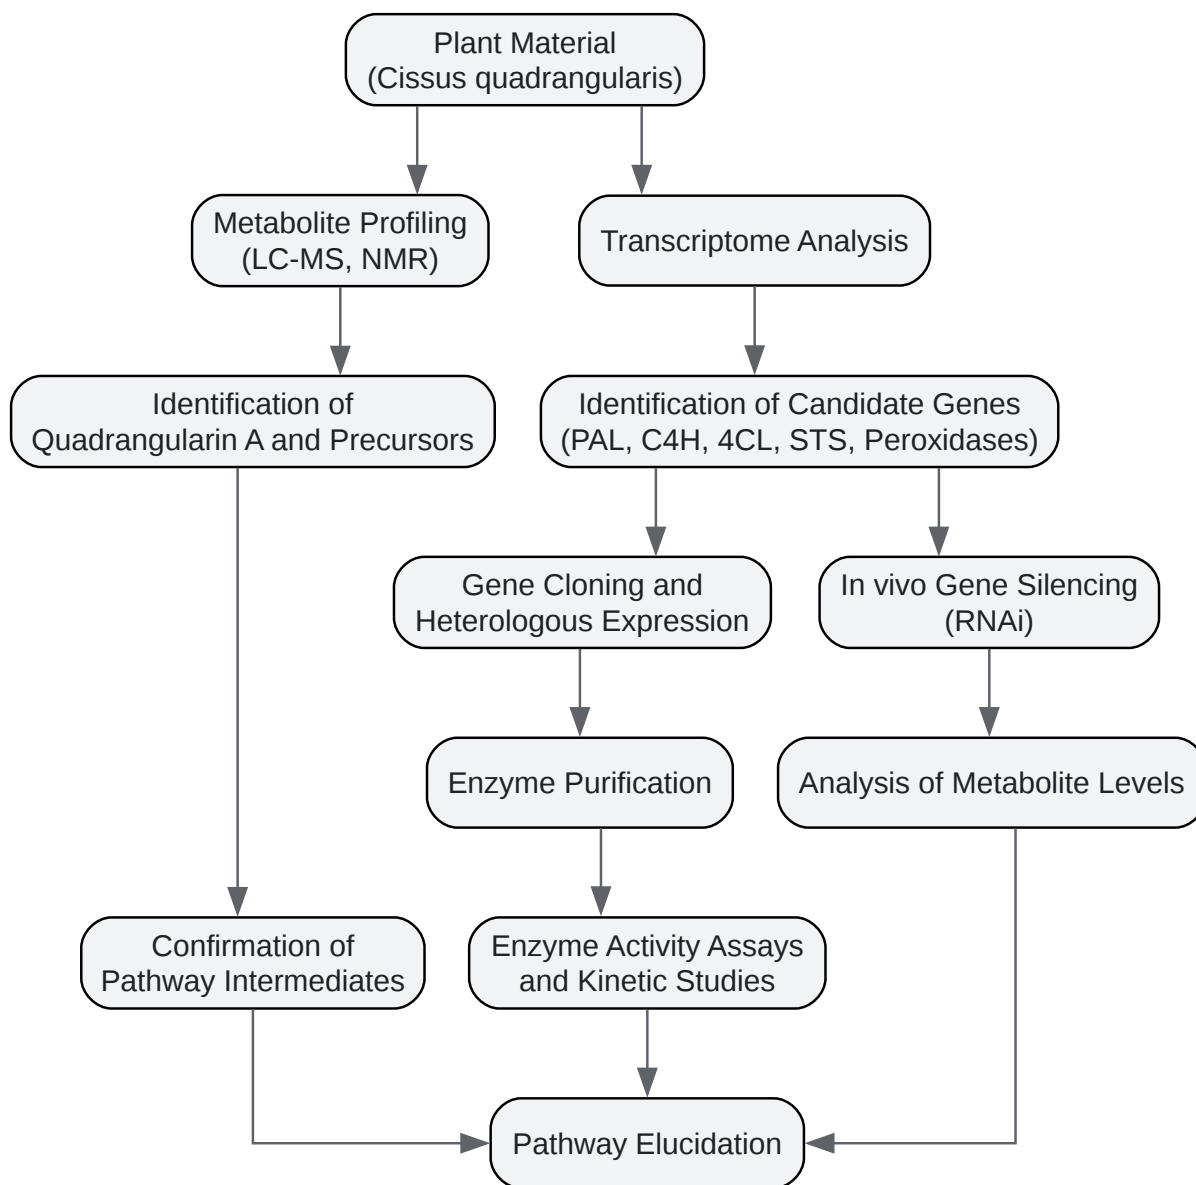 Plant Material
(Cissus quadrangularis)
Metabolite Profiling
(LC-MS, NMR)
Transcriptome Analysis
Identification of
Quadrangularin A and Precursors
Identification of Candidate Genes
(PAL, C4H, 4CL, STS, Peroxidases)
Gene Cloning and
Heterologous Expression
In vivo Gene Silencing
(RNAi)
Enzyme Purification
Analysis of Metabolite Levels
Confirmation of
Pathway Intermediates
Enzyme Activity Assays
and Kinetic Studies
Pathway Elucidation